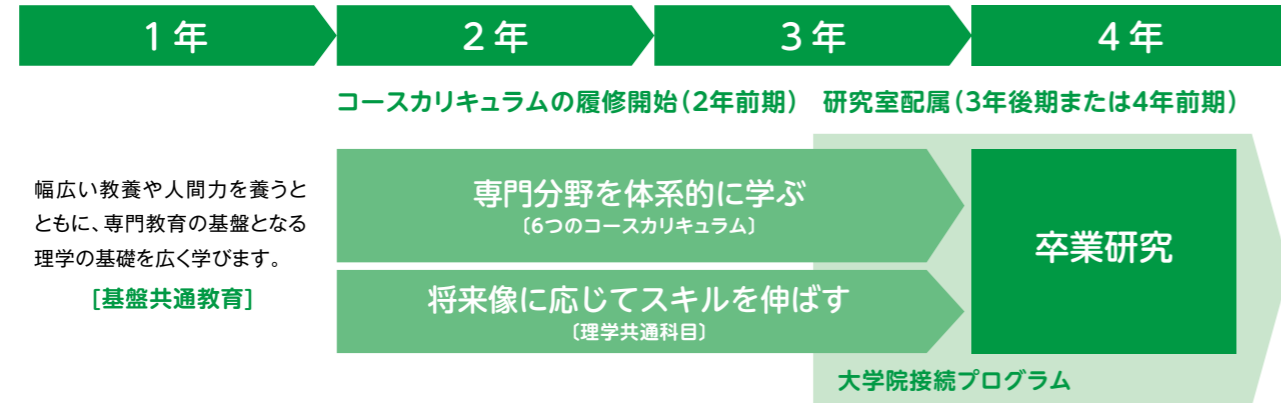 1年
2年
3年
4年
コースカリキュラムの履修開始（2年前期）
研究室配属（3年後期または4年前期）
幅広い教養や人間力を養うと
ともに、専門教育の基盤となる
理学の基礎を広く学びます。
［基盤共通教育］
専門分野を体系的に学ぶ
〔6つのコースカリキュラム〕
将来像に応じてスキルを伸ばす
〔理学共通科目〕
卒業研究
大学院接続プログラム